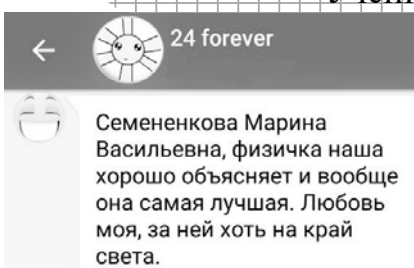 24 forever
Семененкова Марина
Васильевна, физичка наша
хорошо объясняет и вообще
она самая лучшая. Любовь
моя, за ней хоть на край
света.